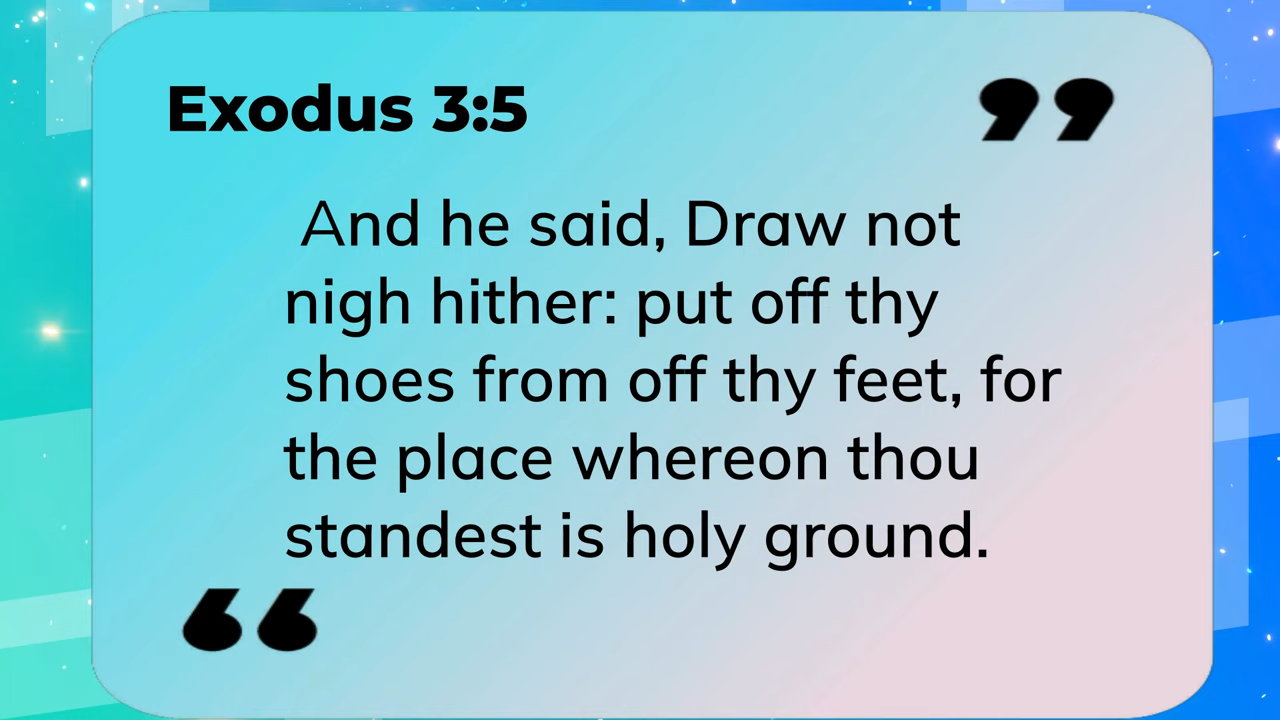 Exodus 3:5
”
And he said, Draw not
nigh hither: put off thy
shoes from off thy feet, for
the place whereon thou
standest is holy ground.
“